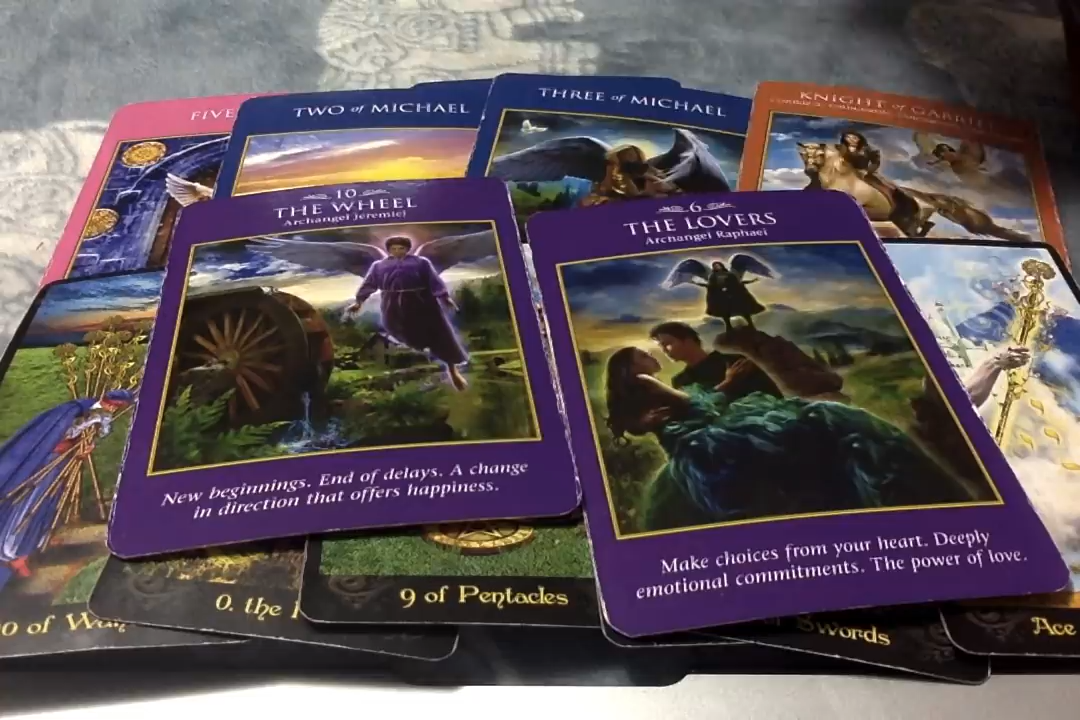 FIVE
TWO of MICHAEL
THREE of MICHAEL
KNIGHT of GABRIEL
10
THE WHEEL
Archangel Jeremiel
6
THE LOVERS
Archangel Raphael
New beginnings. End of delays. A change
in direction that offers happiness.
Make choices from your heart. Deeply
emotional commitments. The power of love.
of
0. the
9 of Pentacles
Swords
Ace